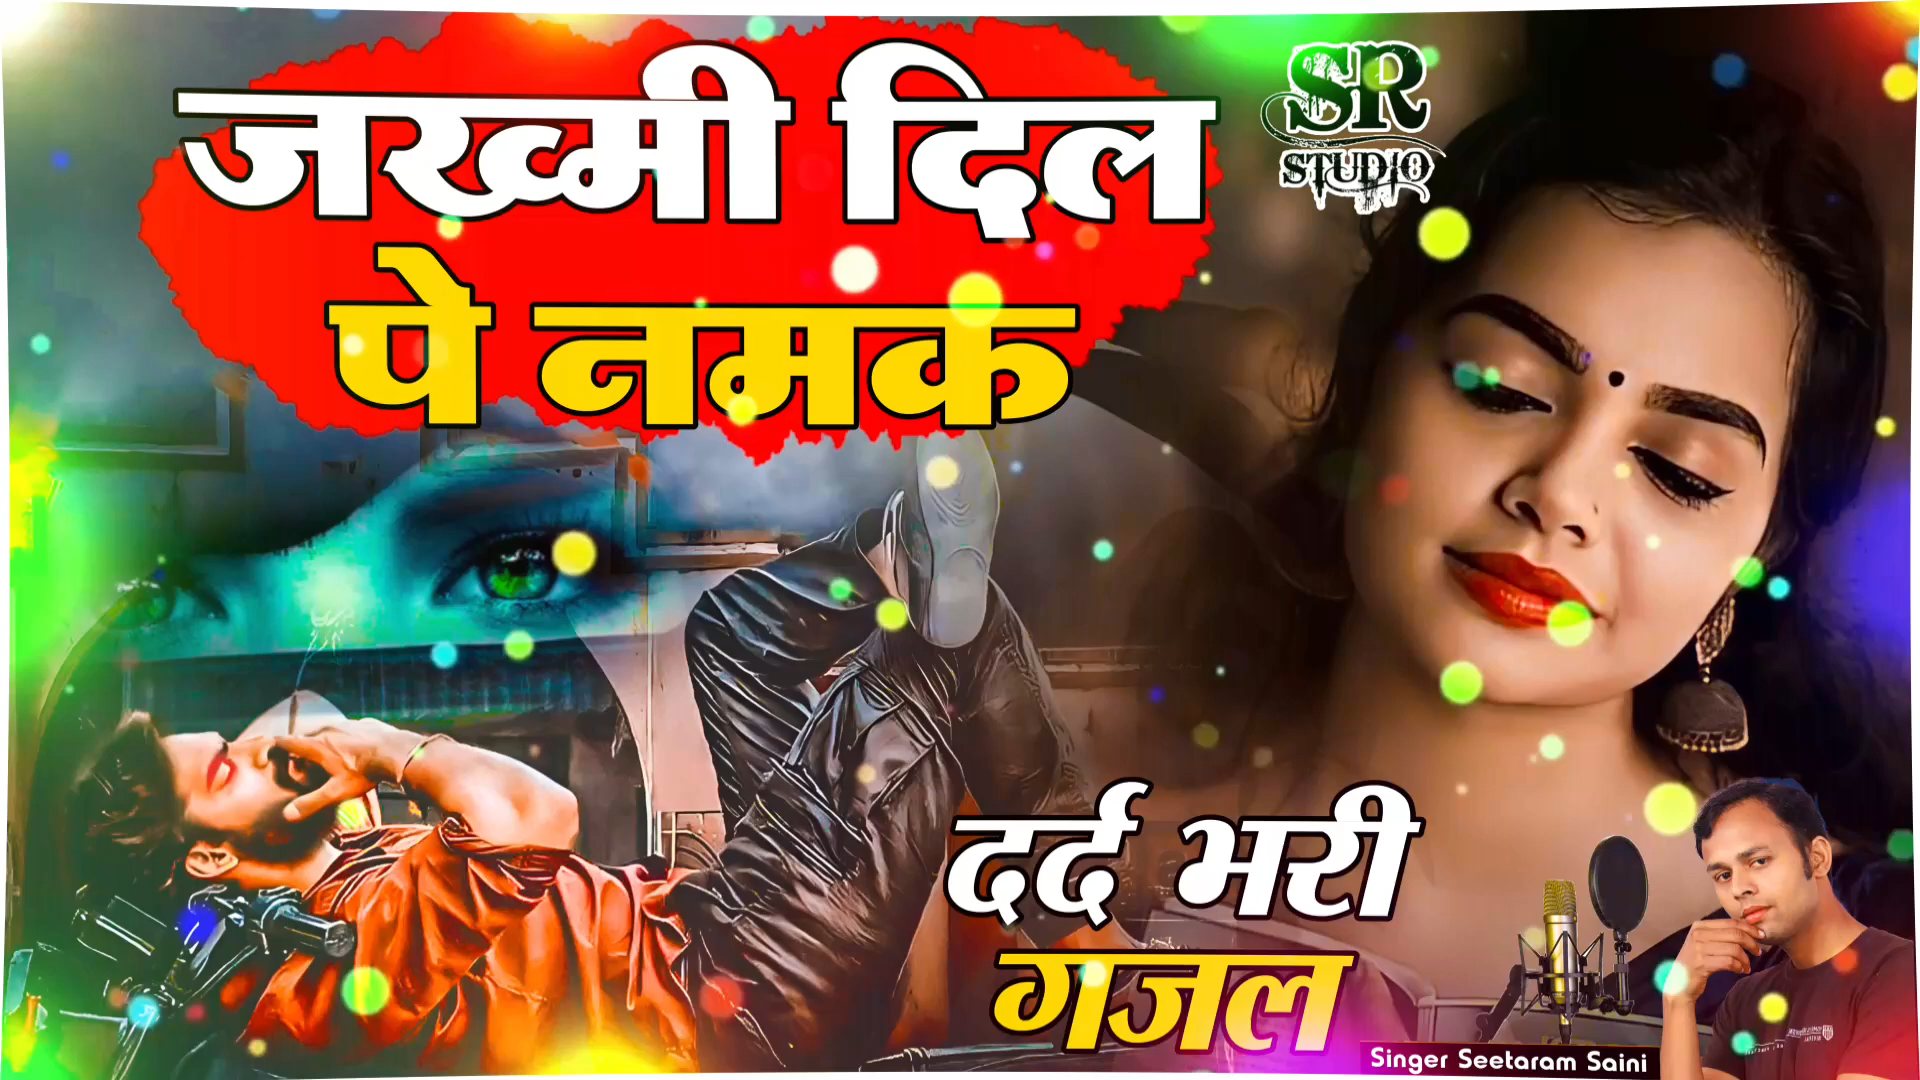 जख्मी दिल
पे नमक
SR
STUDIO
दर्द भरी
गजल
Singer Seetaram Saini